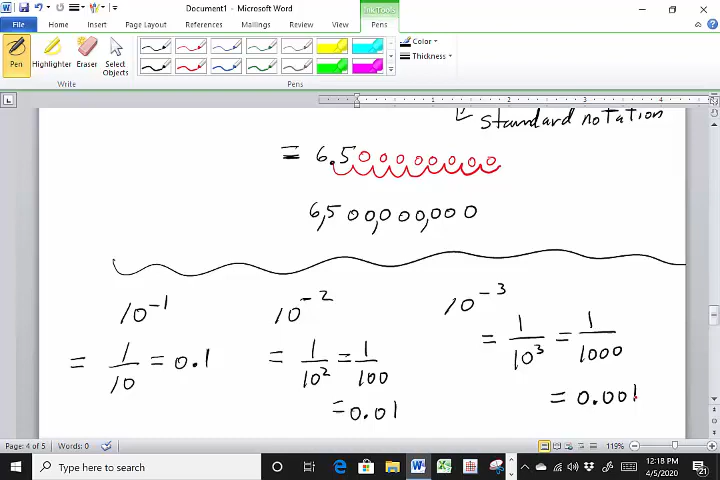 Document1 - Microsoft Word
Ink Tools
File Home Insert Page Layout References Mailings Review View Pens
Pen Highlighter Eraser Select Objects
Color Thickness
Write Pens
Standard notation
= 6.50000000
6,500,000,000
10⁻¹ 10⁻² 10⁻³
= 1/10 = 0.1
= 1/10² = 1/100
= 0.01
= 1/10³ = 1/1000
= 0.001
Page: 4 of 5 Words: 0 119%
Type here to search
12:18 PM
4/5/2020
21